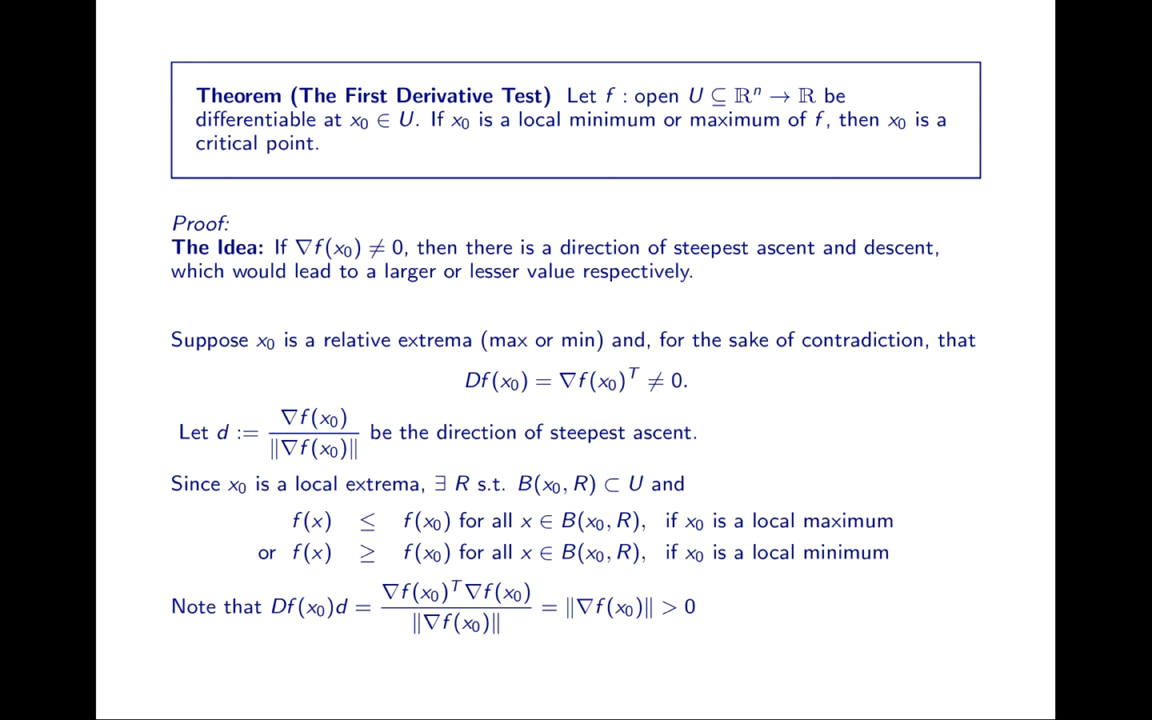 Theorem (The First Derivative Test) Let f : open U ⊆ ℝⁿ → ℝ be
differentiable at x₀ ∈ U. If x₀ is a local minimum or maximum of f, then x₀ is a
critical point.
Proof:
The Idea: If ∇f(x₀) ≠ 0, then there is a direction of steepest ascent and descent,
which would lead to a larger or lesser value respectively.
Suppose x₀ is a relative extrema (max or min) and, for the sake of contradiction, that
Df(x₀) = ∇f(x₀)ᵀ ≠ 0.
Let d := ∇f(x₀) / ‖∇f(x₀)‖ be the direction of steepest ascent.
Since x₀ is a local extrema, ∃ R s.t. B(x₀, R) ⊂ U and
f(x) ≤ f(x₀) for all x ∈ B(x₀, R), if x₀ is a local maximum
or f(x) ≥ f(x₀) for all x ∈ B(x₀, R), if x₀ is a local minimum
Note that Df(x₀)d = ∇f(x₀)ᵀ∇f(x₀) / ‖∇f(x₀)‖ = ‖∇f(x₀)‖ > 0